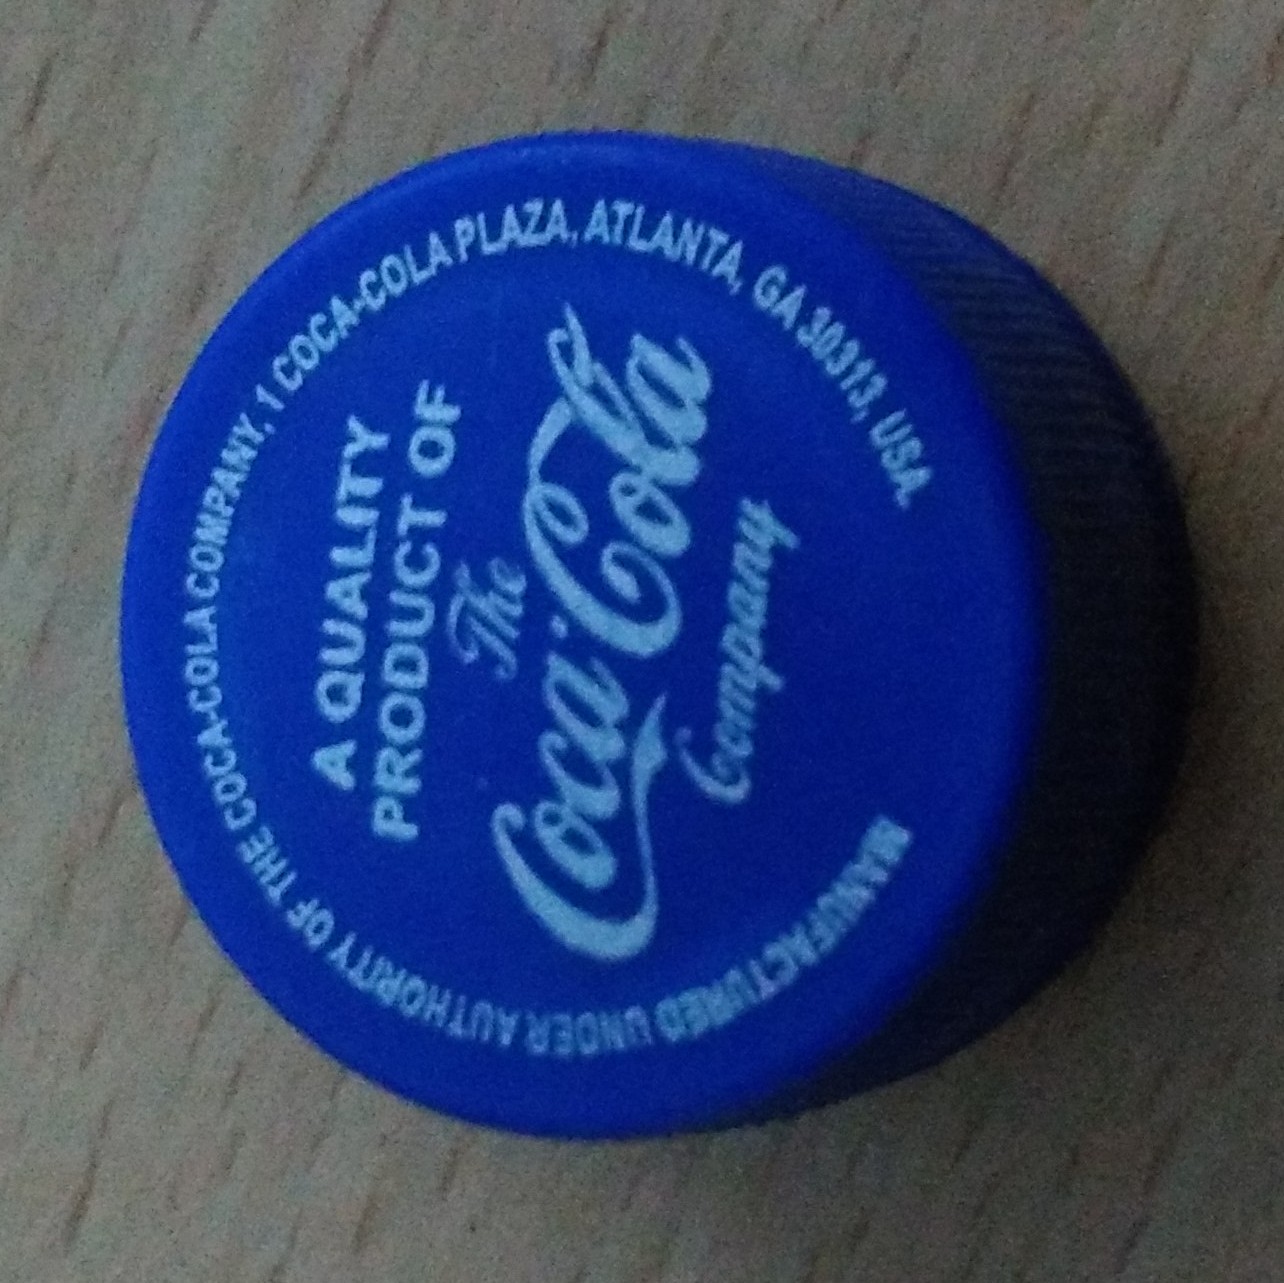 MANUFACTURED UNDER AUTHORITY OF THE COCA-COLA COMPANY, 1 COCA-COLA PLAZA, ATLANTA, GA 30313, USA.
A QUALITY
PRODUCT OF
The
Coca-Cola
Company